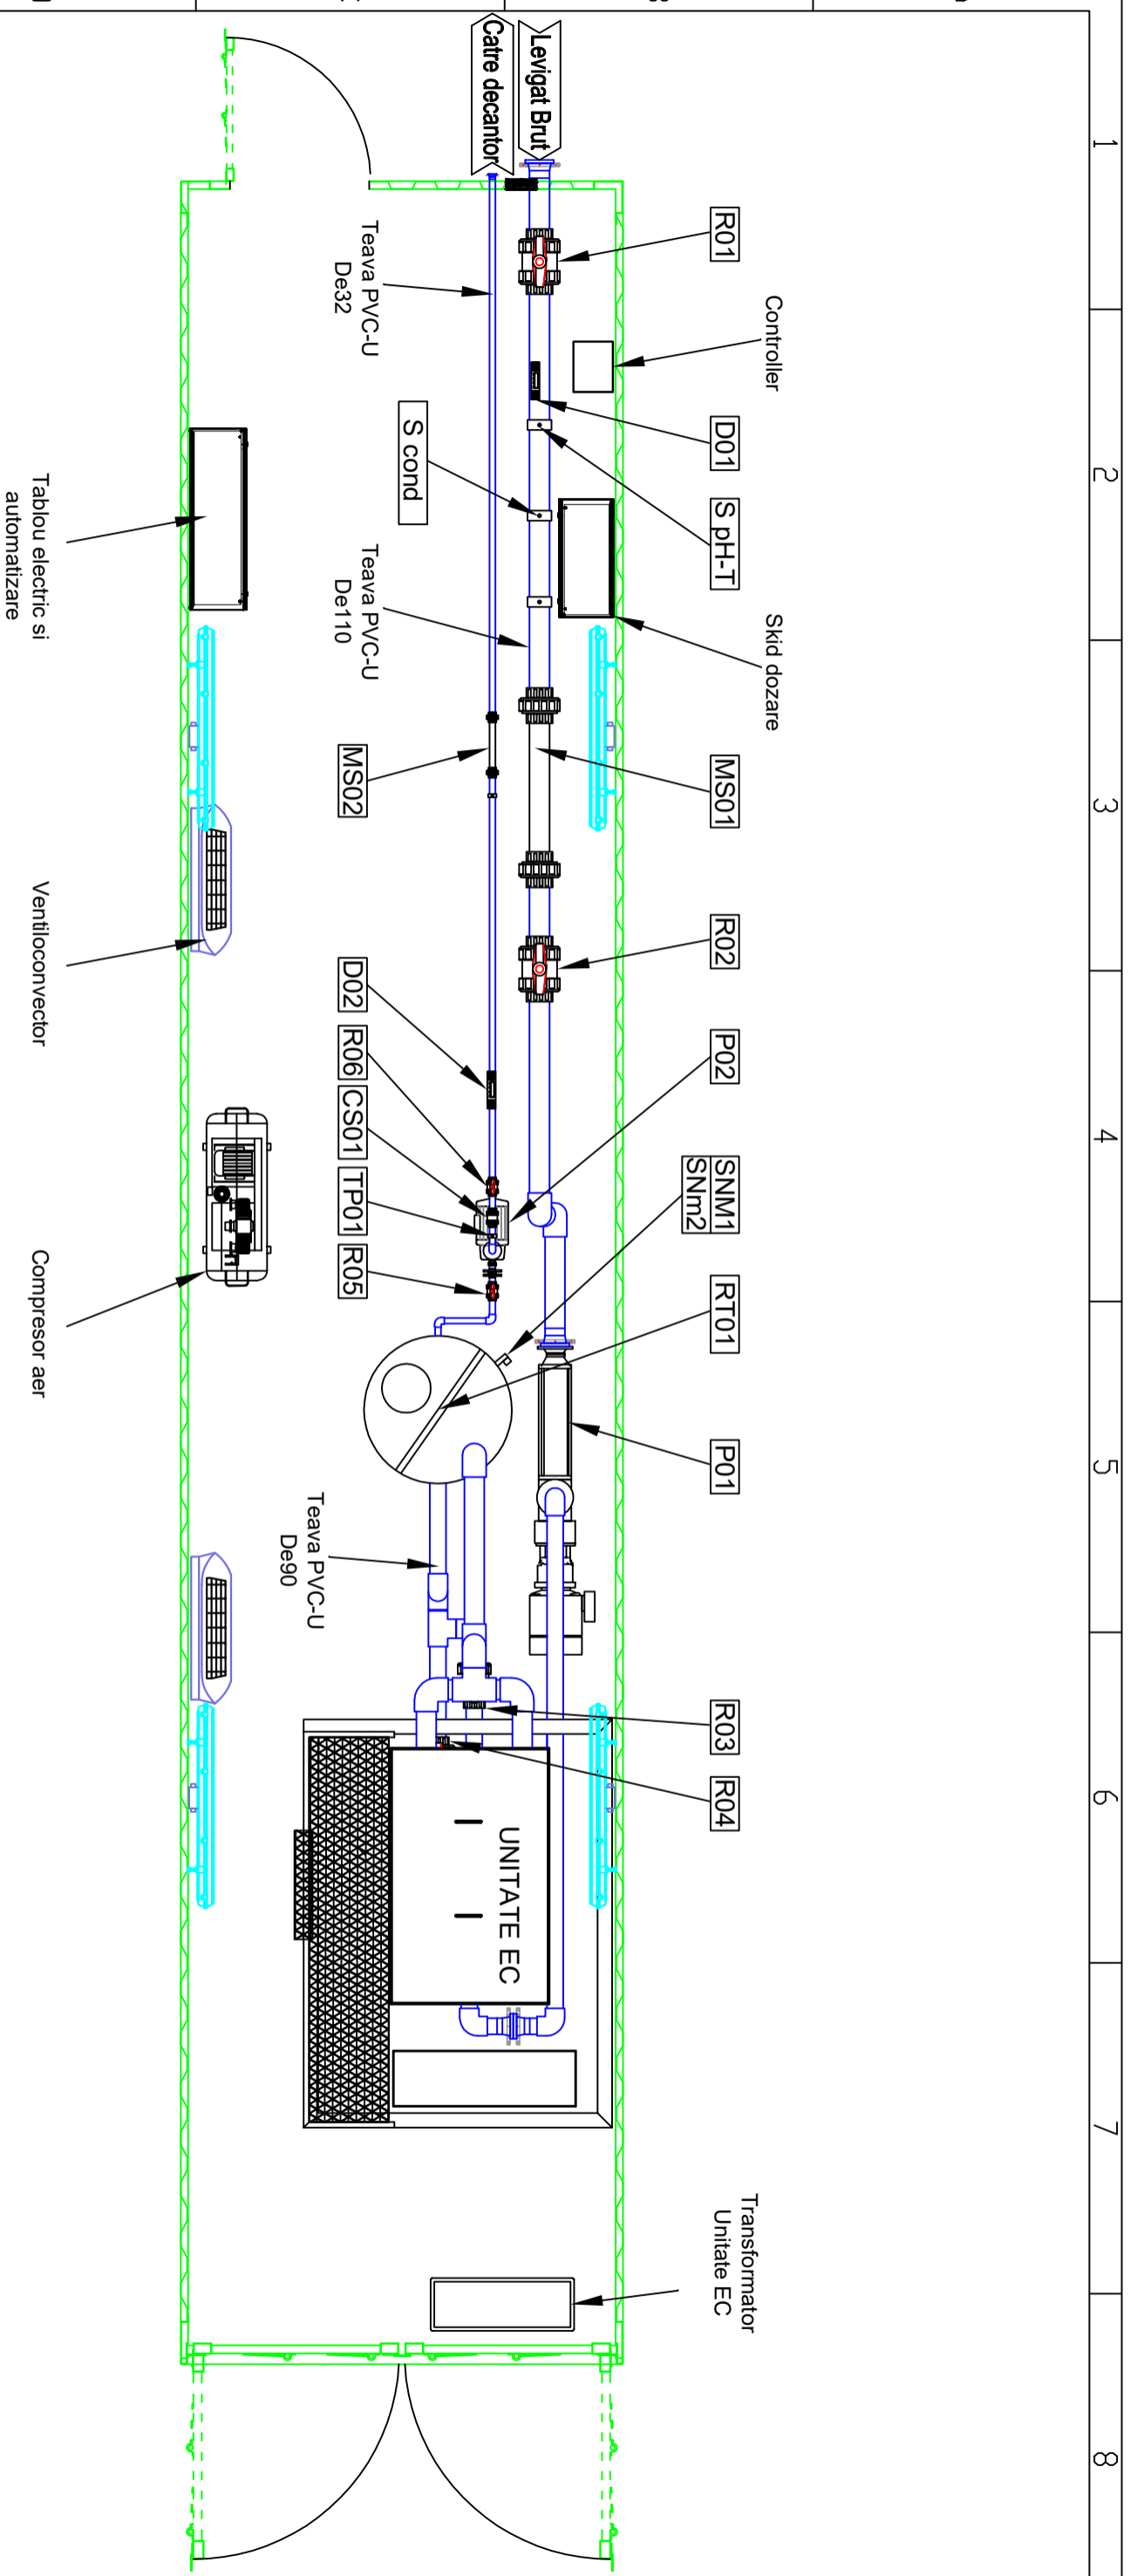 1
2
3
4
5
6
7
8
Levigat Brut
Catre decantor
R01
Controller
D01
S pH-T
Skid dozare
MS01
R02
P02
SNM1
SNm2
RT01
P01
R03
R04
Transformator
Unitate EC
Teava PVC-U
De32
S cond
Teava PVC-U
De110
MS02
D02
R06
CS01
TP01
R05
Teava PVC-U
De90
UNITATE EC
Tablou electric si
automatizare
Ventiloconvector
Compresor aer